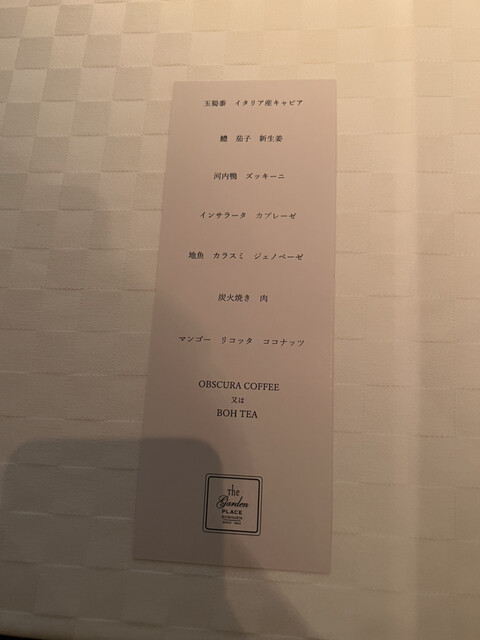 玉蜀黍　イタリア産キャビア
鱧　茄子　新生姜
河内鴨　ズッキーニ
インサラータ　カプレーゼ
地魚　カラスミ　ジェノベーゼ
炭火焼き　肉
マンゴー　リコッタ　ココナッツ
OBSCURA COFFEE
又は
BOH TEA
The
Garden
PLACE